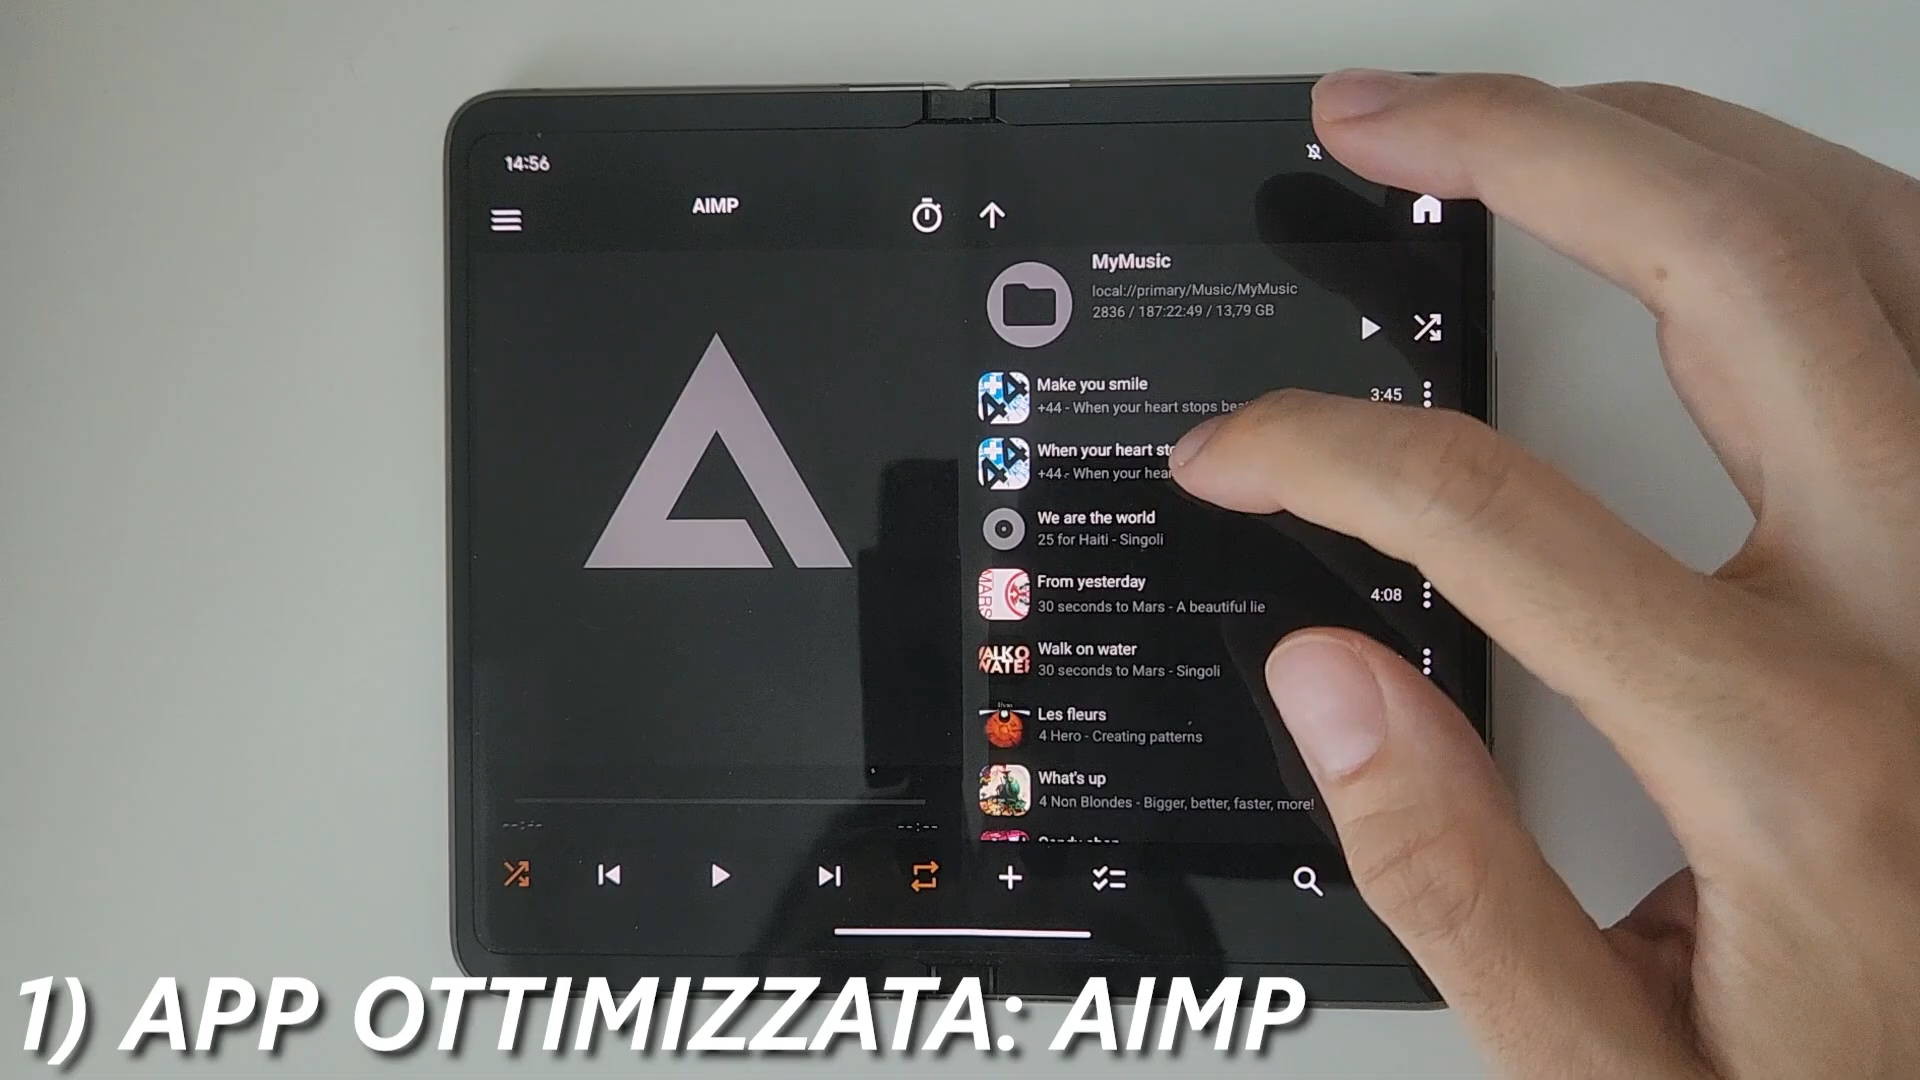 14:56
AIMP
MyMusic
local://primary/Music/MyMusic
2836 / 187:22:49 / 13,79 GB
Make you smile
3:45
+44 - When your heart stops
When your heart
+44 - When your
We are the world
25 for Haiti - Singoli
From yesterday
30 seconds to Mars - A beautiful lie
4:08
Walk on water
30 seconds to Mars - Singoli
Les fleurs
4 Hero - Creating patterns
What's up
4 Non Blondes - Bigger, better, faster, more!
--:--
--:--
1) APP OTTIMIZZATA: AIMP